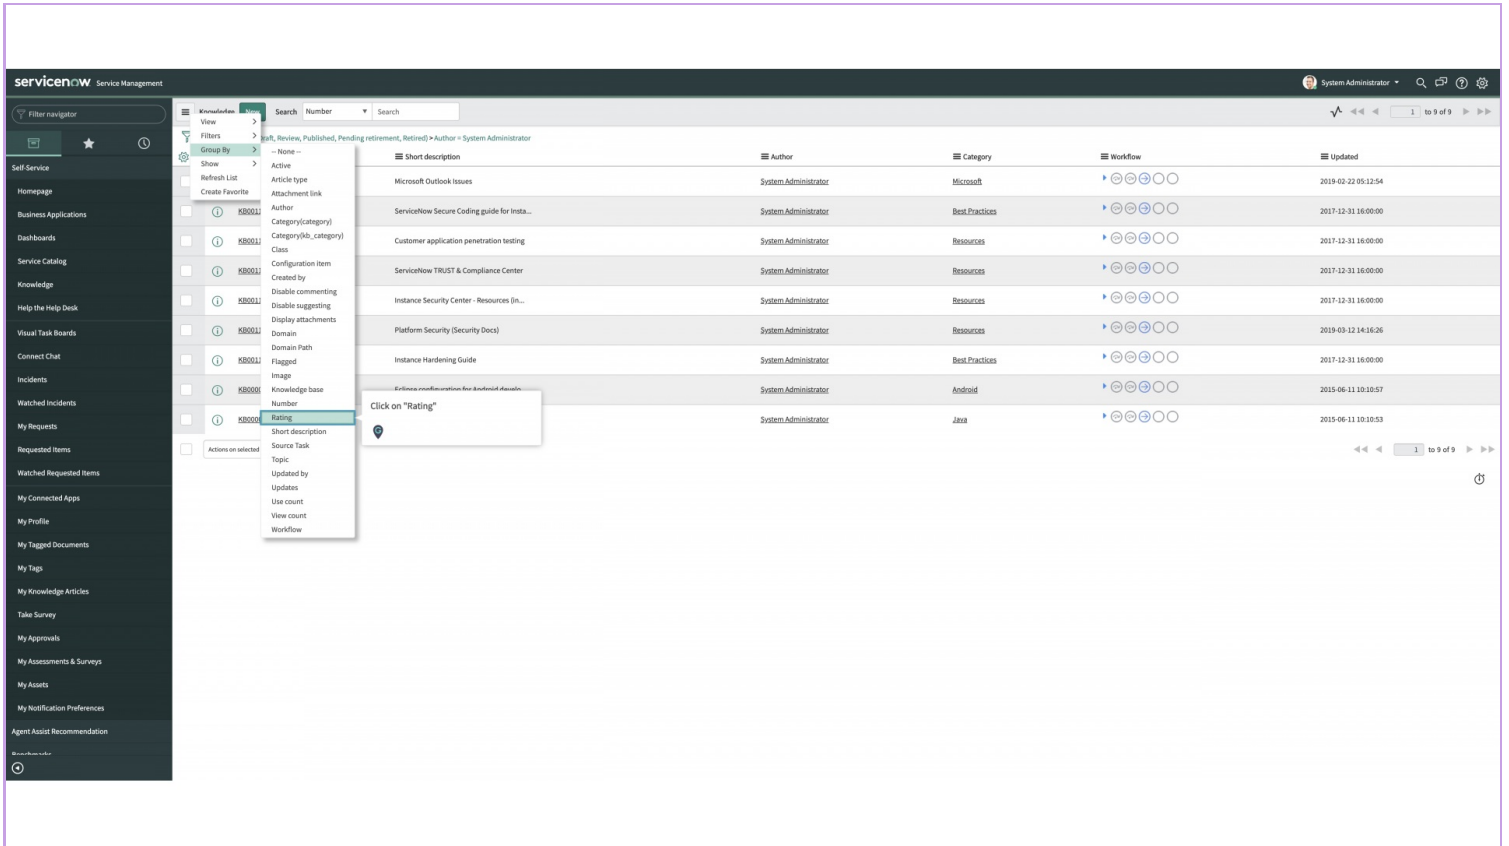 servicenow Service Management
System Administrator
Filter navigator
Self-Service
Homepage
Business Applications
Dashboards
Service Catalog
Knowledge
Help the Help Desk
Visual Task Boards
Connect Chat
Incidents
Watched Incidents
My Requests
Requested Items
Watched Requested Items
My Connected Apps
My Profile
My Tagged Documents
My Tags
My Knowledge Articles
Take Survey
My Approvals
My Assessments & Surveys
My Assets
My Notification Preferences
Agent Assist Recommendation
Knowledge New Search Number Search
1 to 9 of 9
Review, Published, Pending retirement, Retired) > Author = System Administrator
View
Filters
Group By
Show
Refresh List
Create Favorite
-- None --
Active
Article type
Attachment link
Author
Category(category)
Category(kb_category)
Class
Configuration item
Created by
Disable commenting
Disable suggesting
Display attachments
Domain
Domain Path
Flagged
Image
Knowledge base
Number
Rating
Short description
Source Task
Topic
Updated by
Updates
Use count
View count
Workflow
Click on "Rating"
Short description Author Category Workflow Updated
Microsoft Outlook Issues System Administrator Microsoft 2019-02-22 05:12:54
ServiceNow Secure Coding guide for Insta... System Administrator Best Practices 2017-12-31 16:00:00
Customer application penetration testing System Administrator Resources 2017-12-31 16:00:00
ServiceNow TRUST & Compliance Center System Administrator Resources 2017-12-31 16:00:00
Instance Security Center - Resources (in... System Administrator Resources 2017-12-31 16:00:00
Platform Security (Security Docs) System Administrator Resources 2019-03-12 14:16:26
Instance Hardening Guide System Administrator Best Practices 2017-12-31 16:00:00
Eclipse configuration for Android develo... System Administrator Android 2015-06-11 10:10:57
System Administrator Java 2015-06-11 10:10:53
Actions on selected
1 to 9 of 9